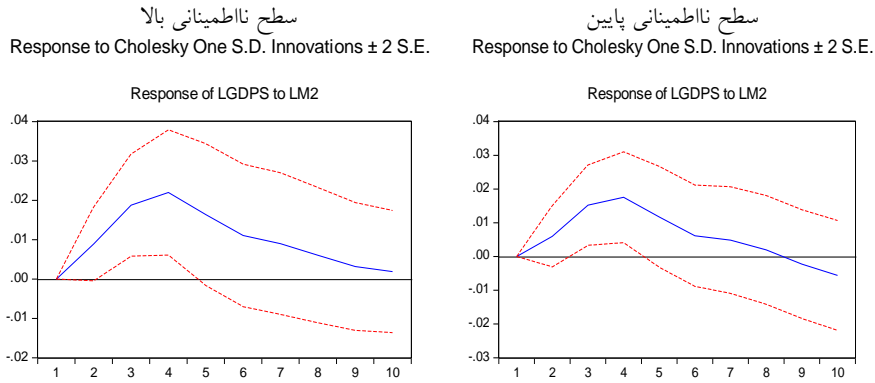 سطح نااطمینانی بالا
Response to Cholesky One S.D. Innovations ± 2 S.E.
Response of LGDPS to LM2
.04
.03
.02
.01
.00
-.01
-.02
1 2 3 4 5 6 7 8 9 10
سطح نااطمینانی پایین
Response to Cholesky One S.D. Innovations ± 2 S.E.
Response of LGDPS to LM2
.04
.03
.02
.01
.00
-.01
-.02
-.03
1 2 3 4 5 6 7 8 9 10